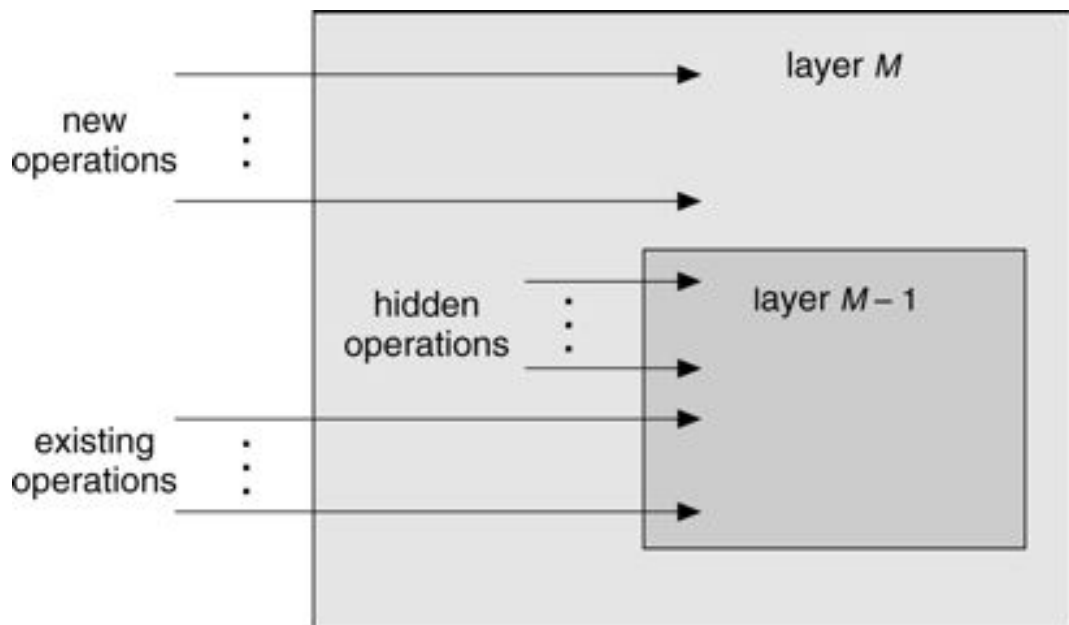 layer M
new
operations
hidden
operations
layer M – 1
existing
operations